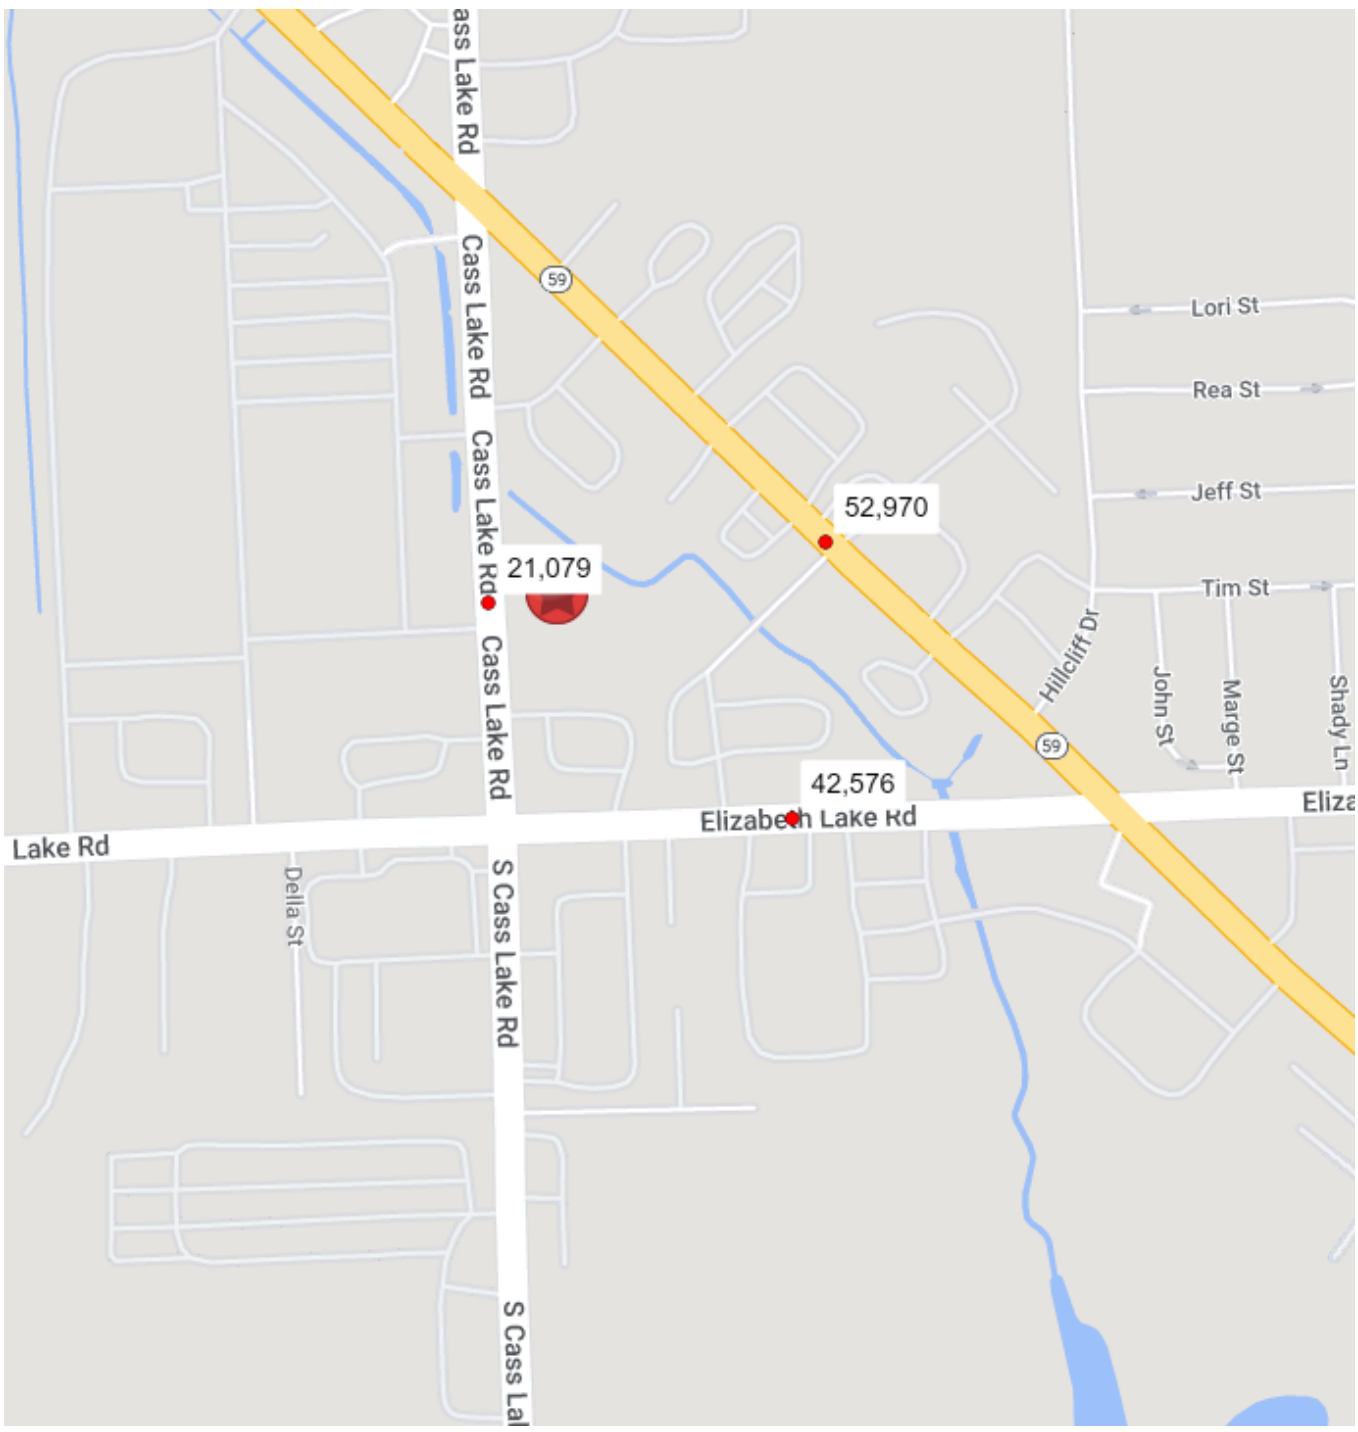 ass Lake Rd
Cass Lake Rd
59
Lori St
Rea St
Cass Lake Rd
Jeff St
52,970
21,079
Tim St
Hillcliff Dr
Cass Lake Rd
John St
Marge St
Shady Ln
59
42,576
Elizabeth Lake Rd
Eliza
Lake Rd
Della St
S Cass Lake Rd
S Cass Lal